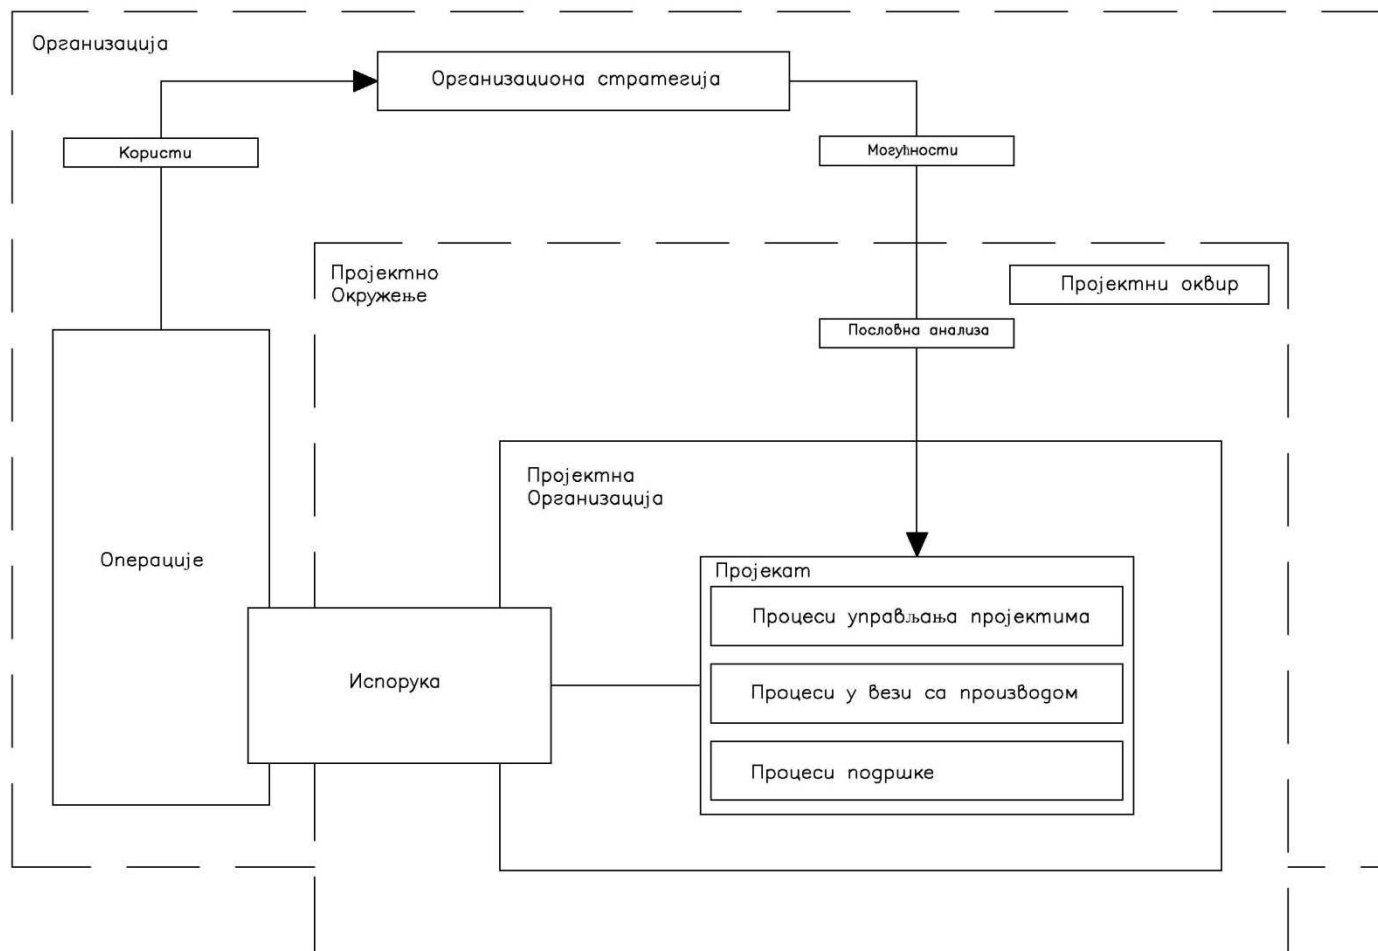 Организација
Организациона стратегија
Користи
Могућности
Пројектно
Окружење
Пројектни оквир
Пословна анализа
Пројектна
Организација
Операције
Пројекат
Процеси управљања пројектима
Испорука
Процеси у вези са производом
Процеси подршке